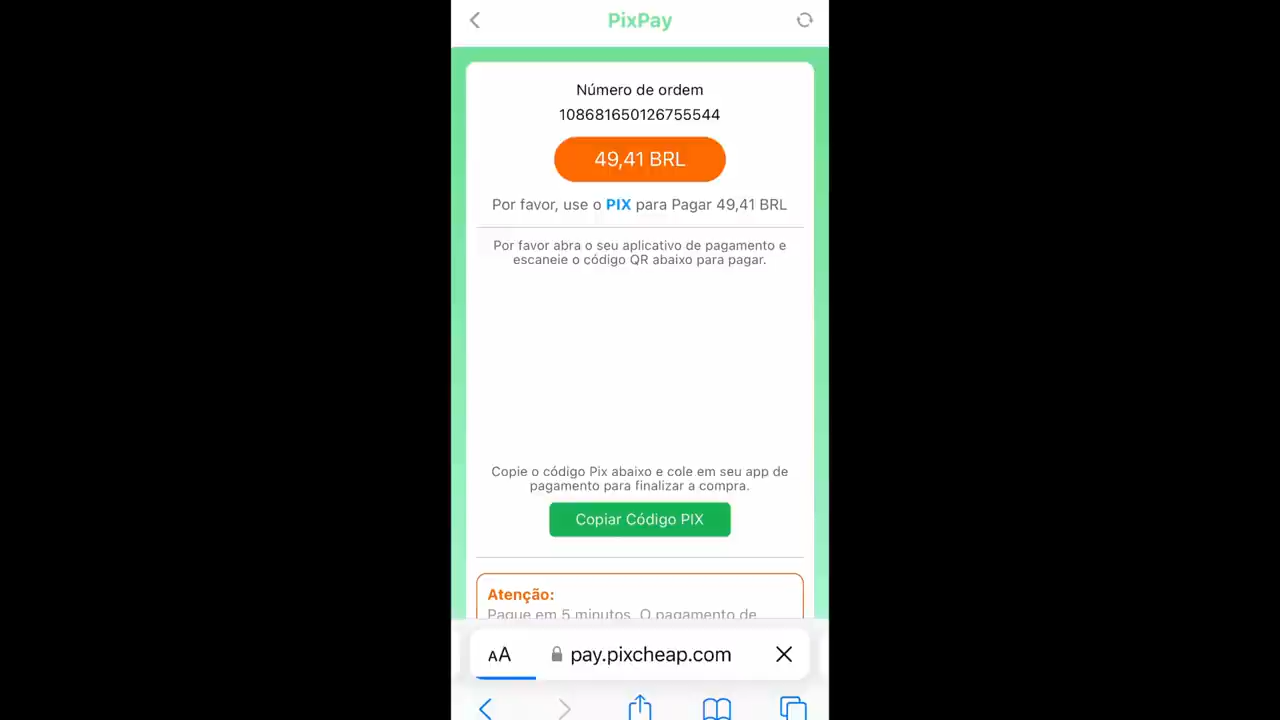 PixPay
Número de ordem
108681650126755544
49,41 BRL
Por favor, use o PIX para Pagar 49,41 BRL
Por favor abra o seu aplicativo de pagamento e
escaneie o código QR abaixo para pagar.
Copie o código Pix abaixo e cole em seu app de
pagamento para finalizar a compra.
Copiar Código PIX
Atenção:
Pague em 5 minutos. O pagamento de
AA pay.pixcheap.com